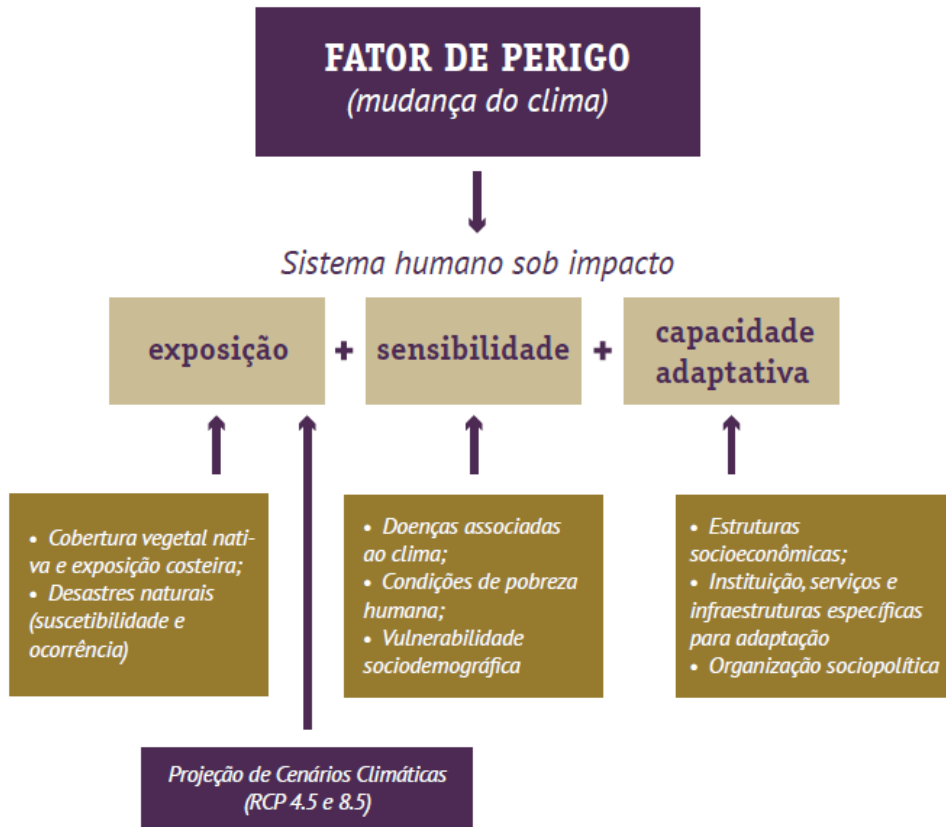 FATOR DE PERIGO
(mudança do clima)
Sistema humano sob impacto
exposição
+
sensibilidade
+
capacidade
adaptativa
• Cobertura vegetal nati-
va e exposição costeira;
• Desastres naturais
(suscetibilidade e
ocorrência)
• Doenças associadas
ao clima;
• Condições de pobreza
humana;
• Vulnerabilidade
sociodemográfica
• Estruturas
socioeconômicas;
• Instituição, serviços e
infraestruturas específicas
para adaptação
• Organização sociopolítica
Projeção de Cenários Climáticas
(RCP 4.5 e 8.5)